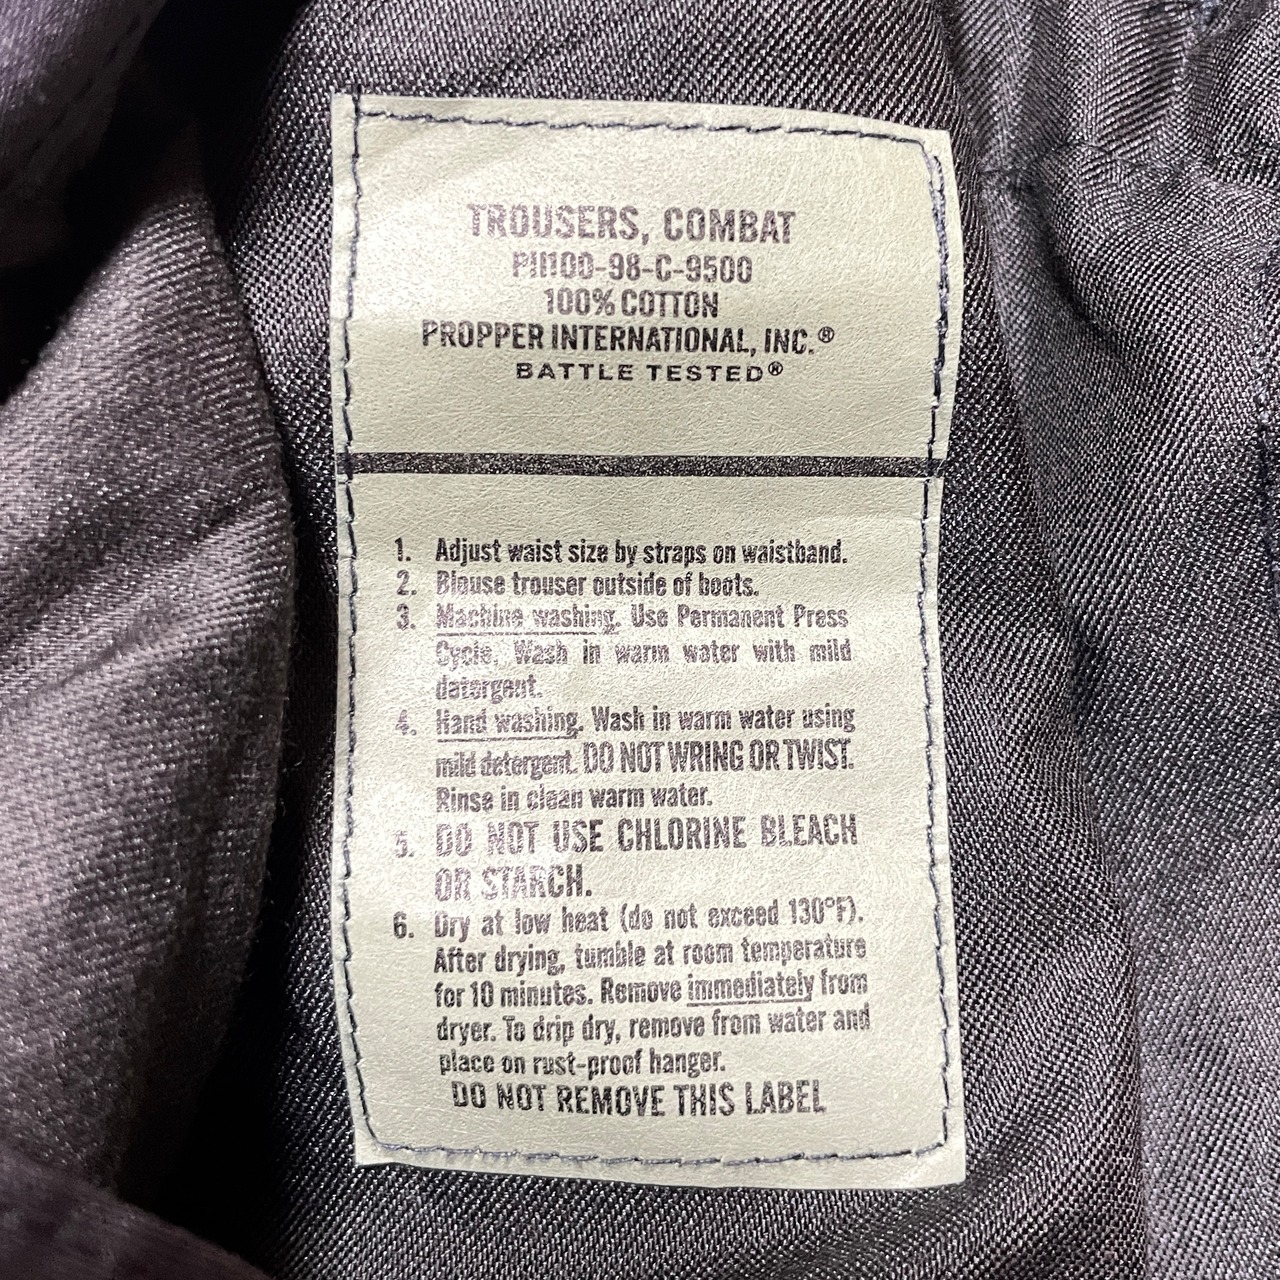 TROUSERS, COMBAT
PII100-98-C-9500
100% COTTON
PROPPER INTERNATIONAL, INC.®
BATTLE TESTED®
1. Adjust waist size by straps on waistband.
2. Blouse trouser outside of boots.
3. Machine washing. Use Permanent Press
Cycle. Wash in warm water with mild
detergent.
4. Hand washing. Wash in warm water using
mild detergent. DO NOT WRING OR TWIST.
Rinse in clean warm water.
5. DO NOT USE CHLORINE BLEACH
OR STARCH.
6. Dry at low heat (do not exceed 130°F).
After drying, tumble at room temperature
for 10 minutes. Remove immediately from
dryer. To drip dry, remove from water and
place on rust-proof hanger.
DO NOT REMOVE THIS LABEL